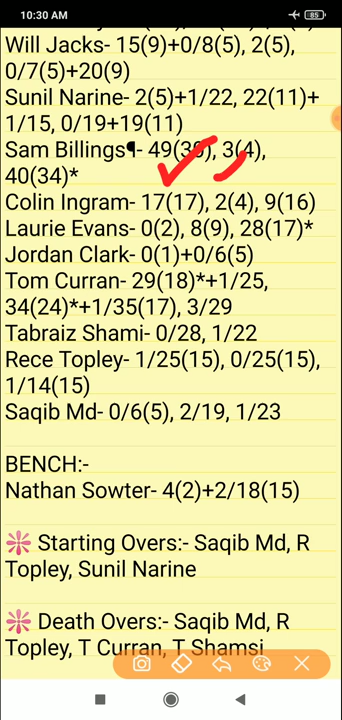 10:30 AM
85
Will Jacks- 15(9)+0/8(5), 2(5),
0/7(5)+20(9)
Sunil Narine- 2(5)+1/22, 22(11)+
1/15, 0/19+19(11)
Sam Billings¶- 3(4),
40(34)*
Colin Ingram- 17(17), 2(4), 9(16)
Laurie Evans- 0(2), 8(9), 28(17)*
Jordan Clark- 0(1)+0/6(5)
Tom Curran- 29(18)*+1/25,
34(24)*+1/35(17), 3/29
Tabraiz Shami- 0/28, 1/22
Rece Topley- 1/25(15), 0/25(15),
1/14(15)
Saqib Md- 0/6(5), 2/19, 1/23
BENCH:-
Nathan Sowter- 4(2)+2/18(15)
Starting Overs:- Saqib Md, R
Topley, Sunil Narine
Death Overs:- Saqib Md, R
Topley, T Curran, T Shamsi